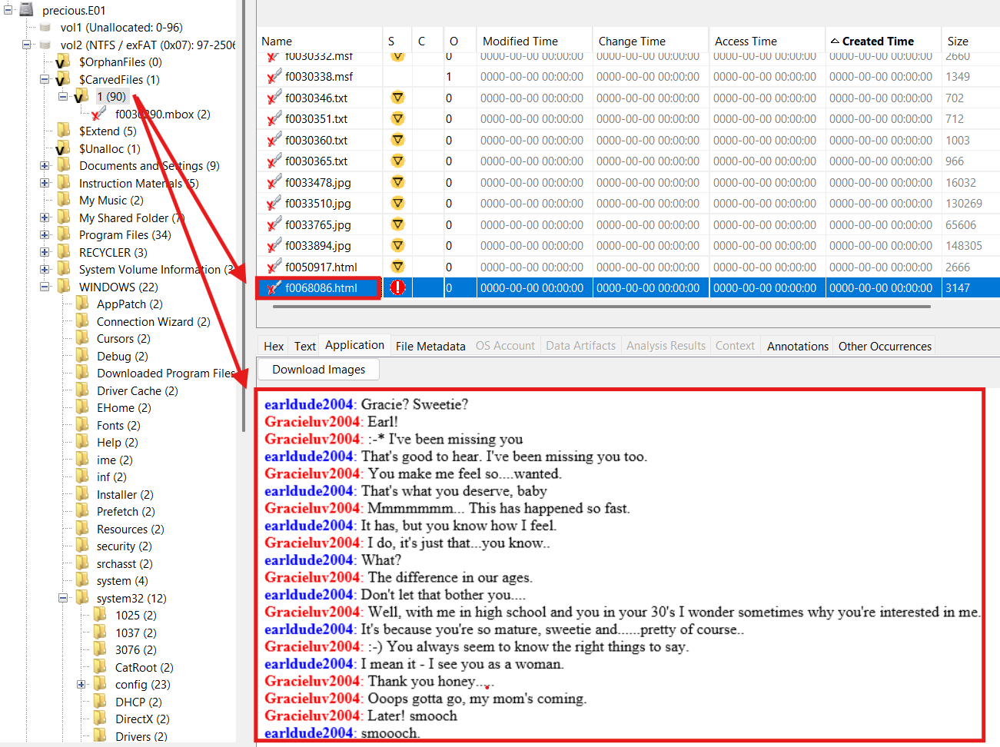 precious.E01
vol1 (Unallocated: 0-96)
vol2 (NTFS / exFAT (0x07): 97-2506
$OrphanFiles (0)
$CarvedFiles (1)
1 (90)
f0030290.mbox (2)
$Extend (5)
$Unalloc (1)
Documents and Settings (9)
Instruction Materials (5)
My Music (2)
My Shared Folder (7)
Program Files (34)
RECYCLER (3)
System Volume Information (3
WINDOWS (22)
AppPatch (2)
Connection Wizard (2)
Cursors (2)
Debug (2)
Downloaded Program Files
Driver Cache (2)
EHome (2)
Fonts (2)
Help (2)
ime (2)
inf (2)
Installer (2)
Prefetch (2)
Resources (2)
security (2)
srchasst (2)
system (4)
system32 (12)
1025 (2)
1037 (2)
3076 (2)
CatRoot (2)
config (23)
DHCP (2)
DirectX (2)
Drivers (2)
Name S C O Modified Time Change Time Access Time Created Time Size
f0030332.msf 0 0000-00-00 00:00:00 0000-00-00 00:00:00 0000-00-00 00:00:00 0000-00-00 00:00:00 2660
f0030338.msf 1 0000-00-00 00:00:00 0000-00-00 00:00:00 0000-00-00 00:00:00 0000-00-00 00:00:00 1349
f0030346.txt 0 0000-00-00 00:00:00 0000-00-00 00:00:00 0000-00-00 00:00:00 0000-00-00 00:00:00 702
f0030351.txt 0 0000-00-00 00:00:00 0000-00-00 00:00:00 0000-00-00 00:00:00 0000-00-00 00:00:00 712
f0030360.txt 0 0000-00-00 00:00:00 0000-00-00 00:00:00 0000-00-00 00:00:00 0000-00-00 00:00:00 1003
f0030365.txt 0 0000-00-00 00:00:00 0000-00-00 00:00:00 0000-00-00 00:00:00 0000-00-00 00:00:00 966
f0033478.jpg 0 0000-00-00 00:00:00 0000-00-00 00:00:00 0000-00-00 00:00:00 0000-00-00 00:00:00 16032
f0033510.jpg 0 0000-00-00 00:00:00 0000-00-00 00:00:00 0000-00-00 00:00:00 0000-00-00 00:00:00 130269
f0033765.jpg 0 0000-00-00 00:00:00 0000-00-00 00:00:00 0000-00-00 00:00:00 0000-00-00 00:00:00 65606
f0033894.jpg 0 0000-00-00 00:00:00 0000-00-00 00:00:00 0000-00-00 00:00:00 0000-00-00 00:00:00 148305
f0050917.html 0 0000-00-00 00:00:00 0000-00-00 00:00:00 0000-00-00 00:00:00 0000-00-00 00:00:00 2666
f0068086.html 0 0000-00-00 00:00:00 0000-00-00 00:00:00 0000-00-00 00:00:00 0000-00-00 00:00:00 3147
Hex Text Application File Metadata OS Account Data Artifacts Analysis Results Context Annotations Other Occurrences
Download Images
earldude2004: Gracie? Sweetie?
Gracieluv2004: Earl!
Gracieluv2004: :-* I've been missing you
earldude2004: That's good to hear. I've been missing you too.
Gracieluv2004: You make me feel so....wanted.
earldude2004: That's what you deserve, baby
Gracieluv2004: Mmmmmmm... This has happened so fast.
earldude2004: It has, but you know how I feel.
Gracieluv2004: I do, it's just that...you know..
earldude2004: What?
Gracieluv2004: The difference in our ages.
earldude2004: Don't let that bother you....
Gracieluv2004: Well, with me in high school and you in your 30's I wonder sometimes why you're interested in me.
earldude2004: It's because you're so mature, sweetie and......pretty of course..
Gracieluv2004: :-) You always seem to know the right things to say.
earldude2004: I mean it - I see you as a woman.
Gracieluv2004: Thank you honey.....
Gracieluv2004: Ooops gotta go, my mom's coming.
Gracieluv2004: Later! smooch
earldude2004: smoooch.